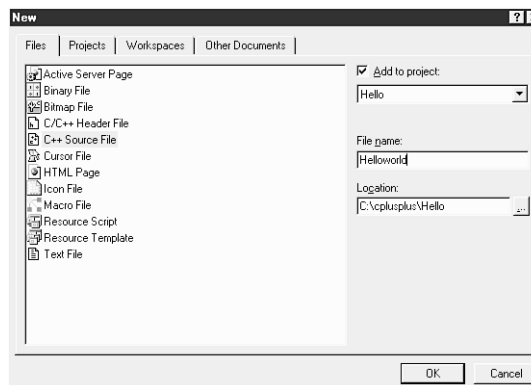 New
Files Projects Workspaces Other Documents
Active Server Page
Binary File
Bitmap File
C/C++ Header File
C++ Source File
Cursor File
HTML Page
Icon File
Macro File
Resource Script
Resource Template
Text File
Add to project:
Hello
File name:
Helloworld
Location:
C:\cplusplus\Hello
...
OK Cancel